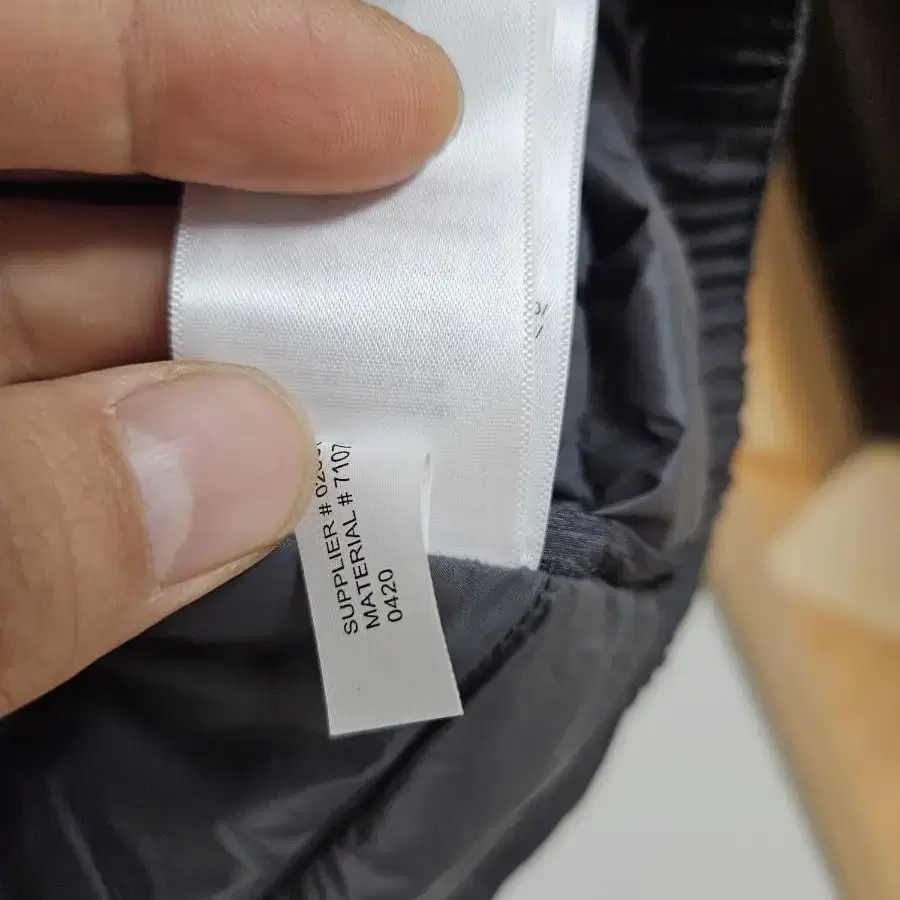 SUPPLIER #
MATERIAL # 7107
0420